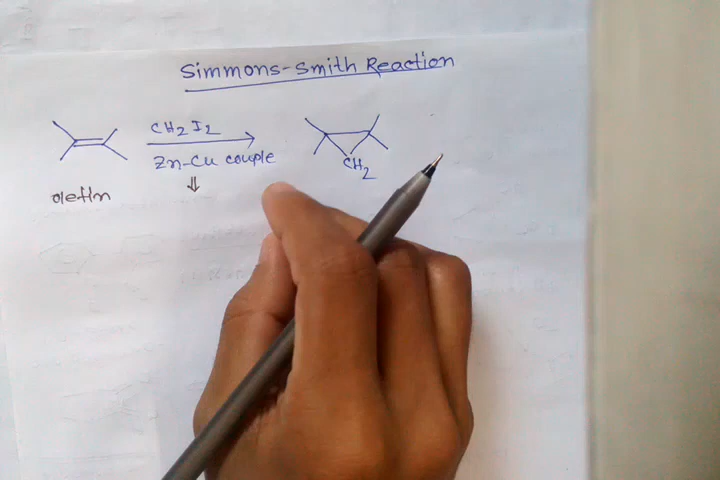 Simmons-Smith Reaction
CH2I2
Zn-Cu couple
CH2
olefin